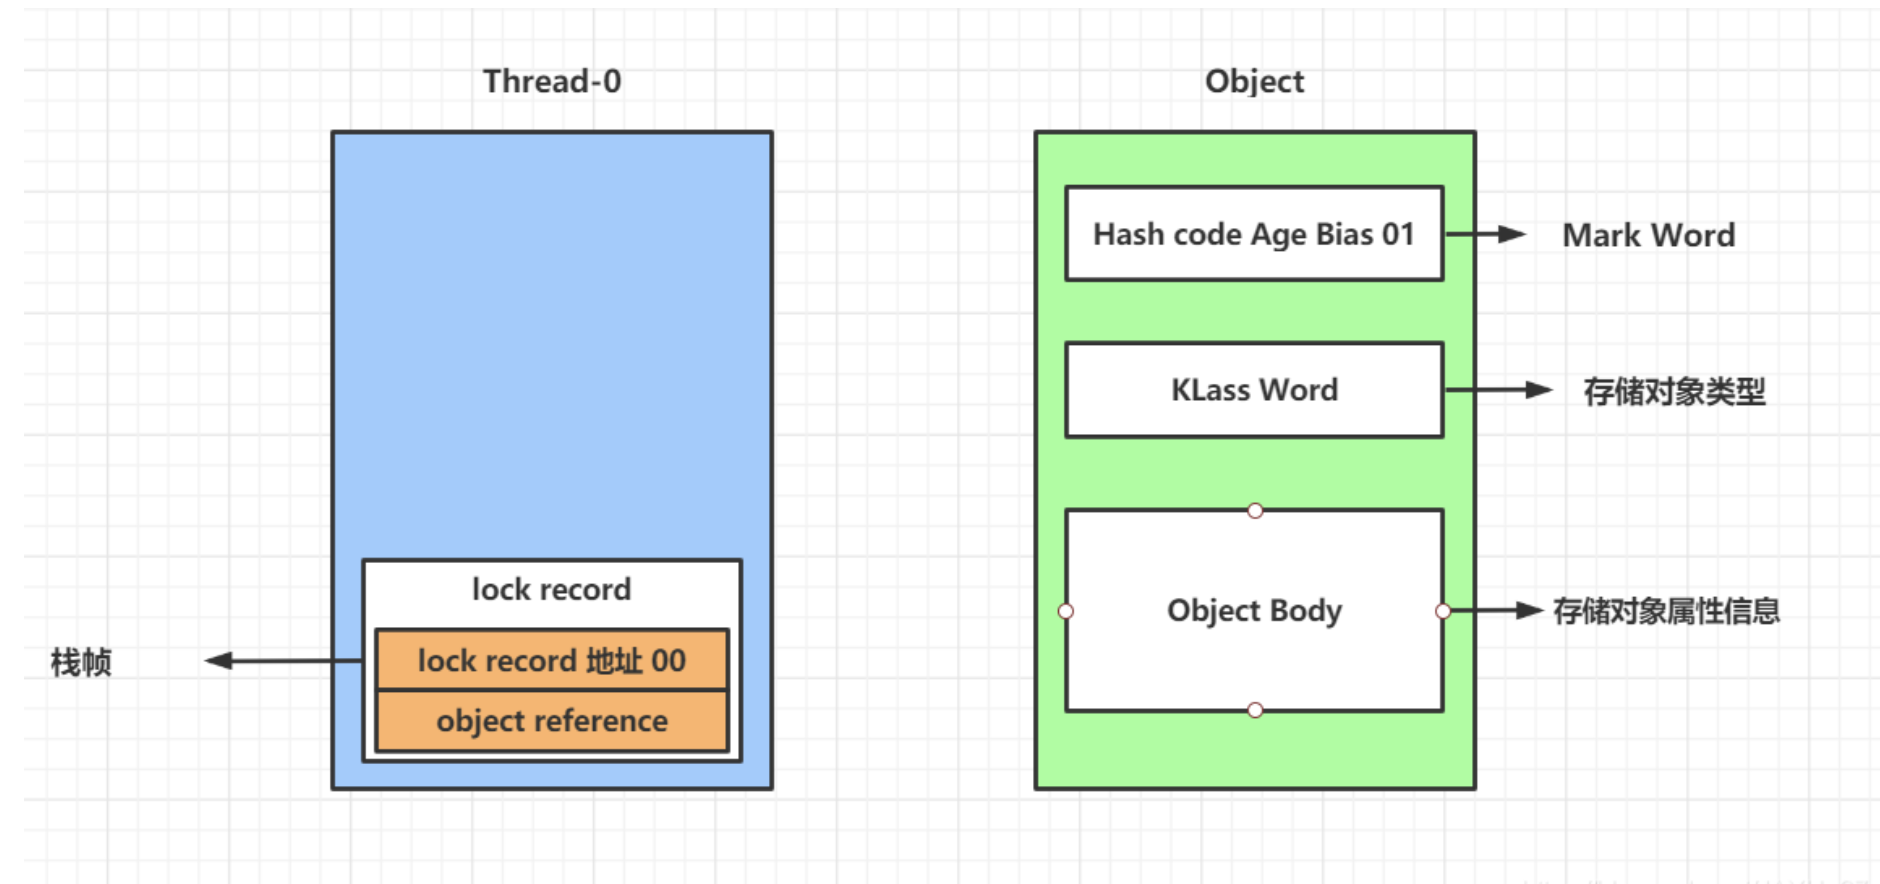 Thread-0
Object
Hash code Age Bias 01
Mark Word
KLass Word
存储对象类型
lock record
栈帧
lock record 地址 00
object reference
Object Body
存储对象属性信息